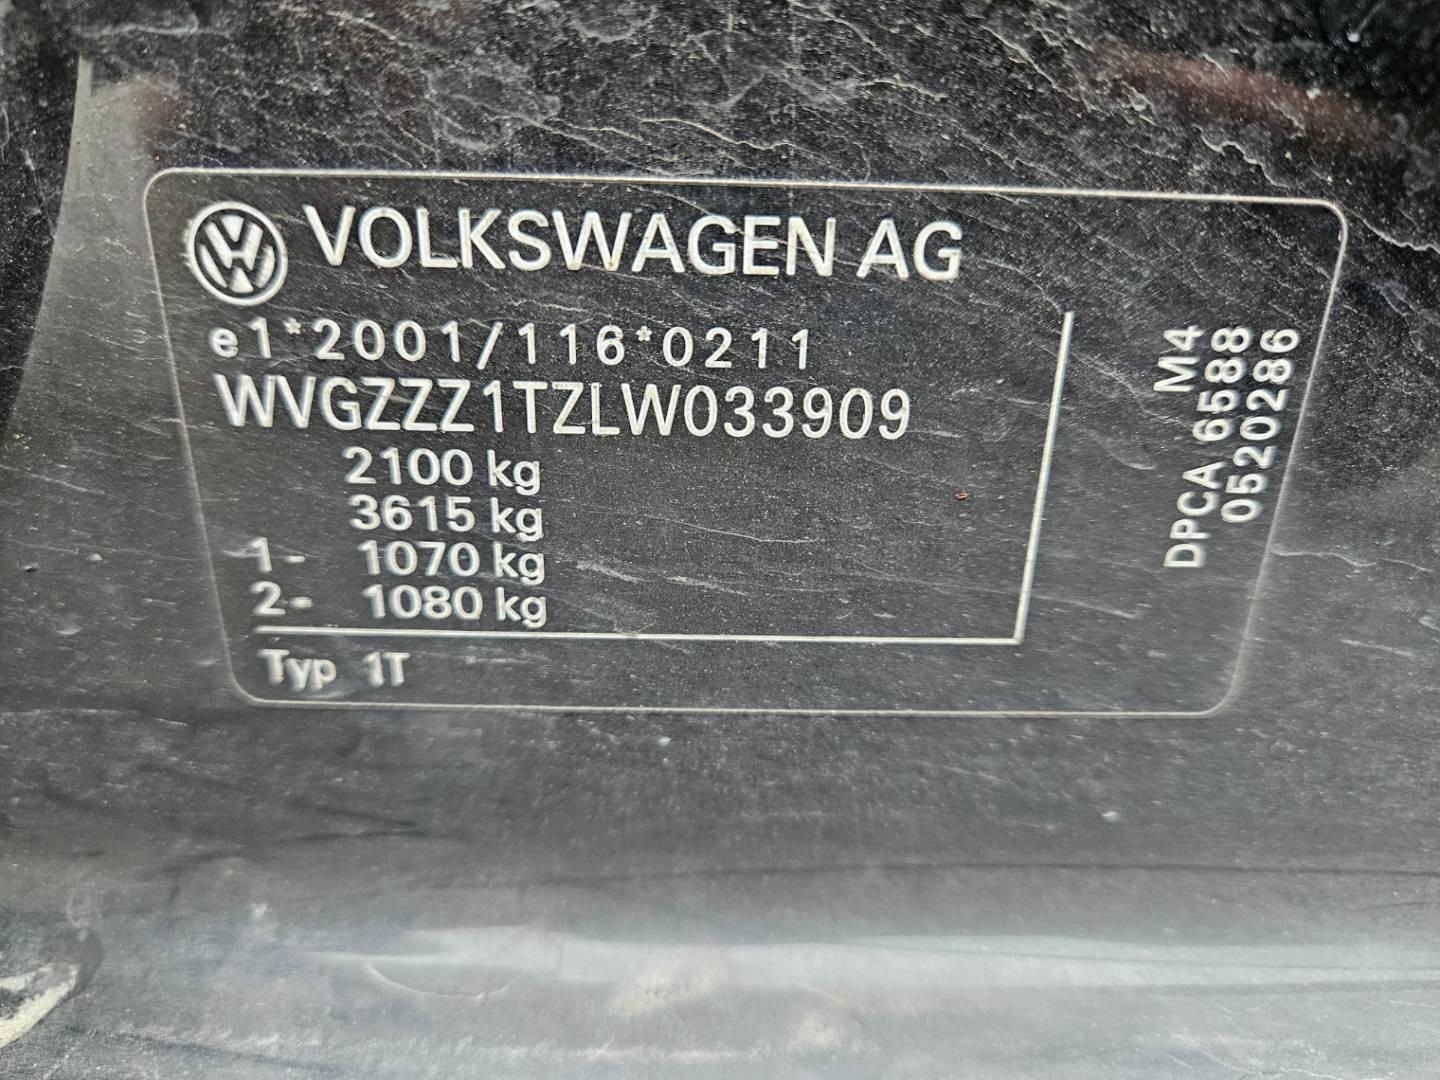 VOLKSWAGEN AG
e1*2001/116*0211
WVGZZZ1TZLW033909
2100 kg
3615 kg
1- 1070 kg
2- 1080 kg
Typ 1T
M4
DPCA 6588
0520286